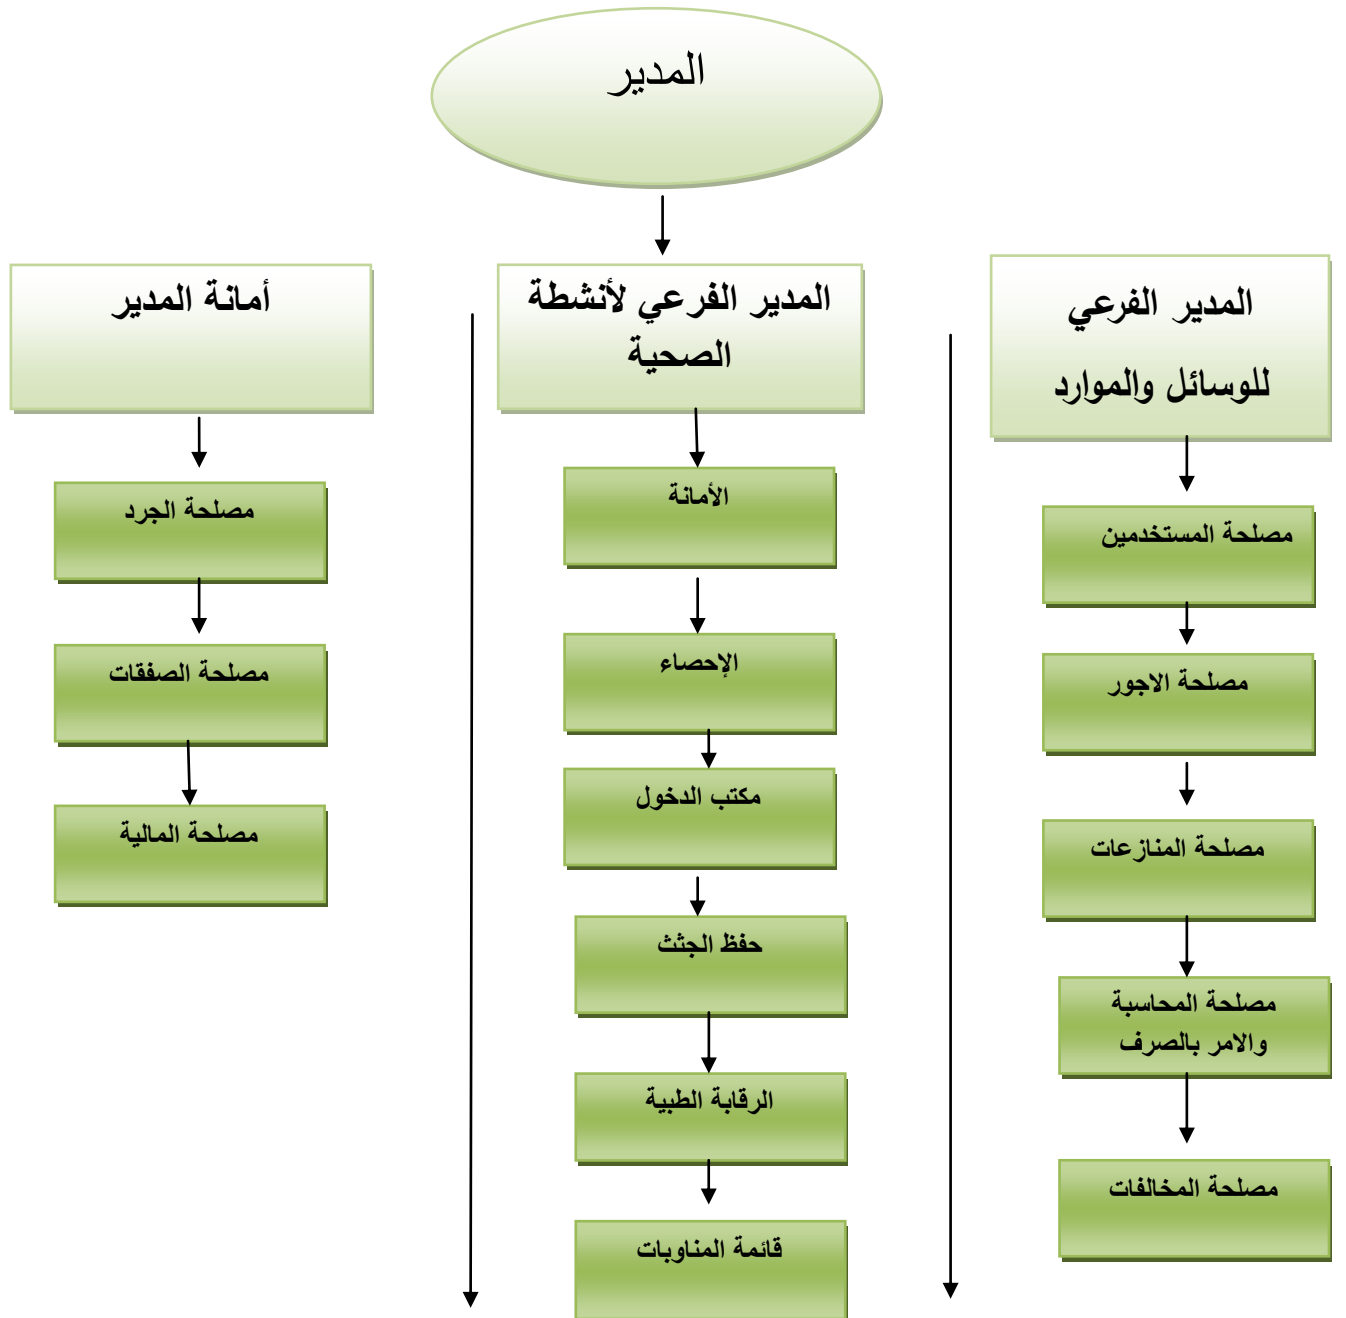 المدير
المدير الفرعي
للوسائل والموارد
مصلحة المستخدمين
مصلحة الاجور
مصلحة المنازعات
مصلحة المحاسبة
والامر بالصرف
مصلحة المخالفات
المدير الفرعي لأنشطة
الصحية
الأمانة
الإحصاء
مكتب الدخول
حفظ الجثث
الرقابة الطبية
قائمة المناوبات
أمانة المدير
مصلحة الجرد
مصلحة الصفقات
مصلحة المالية